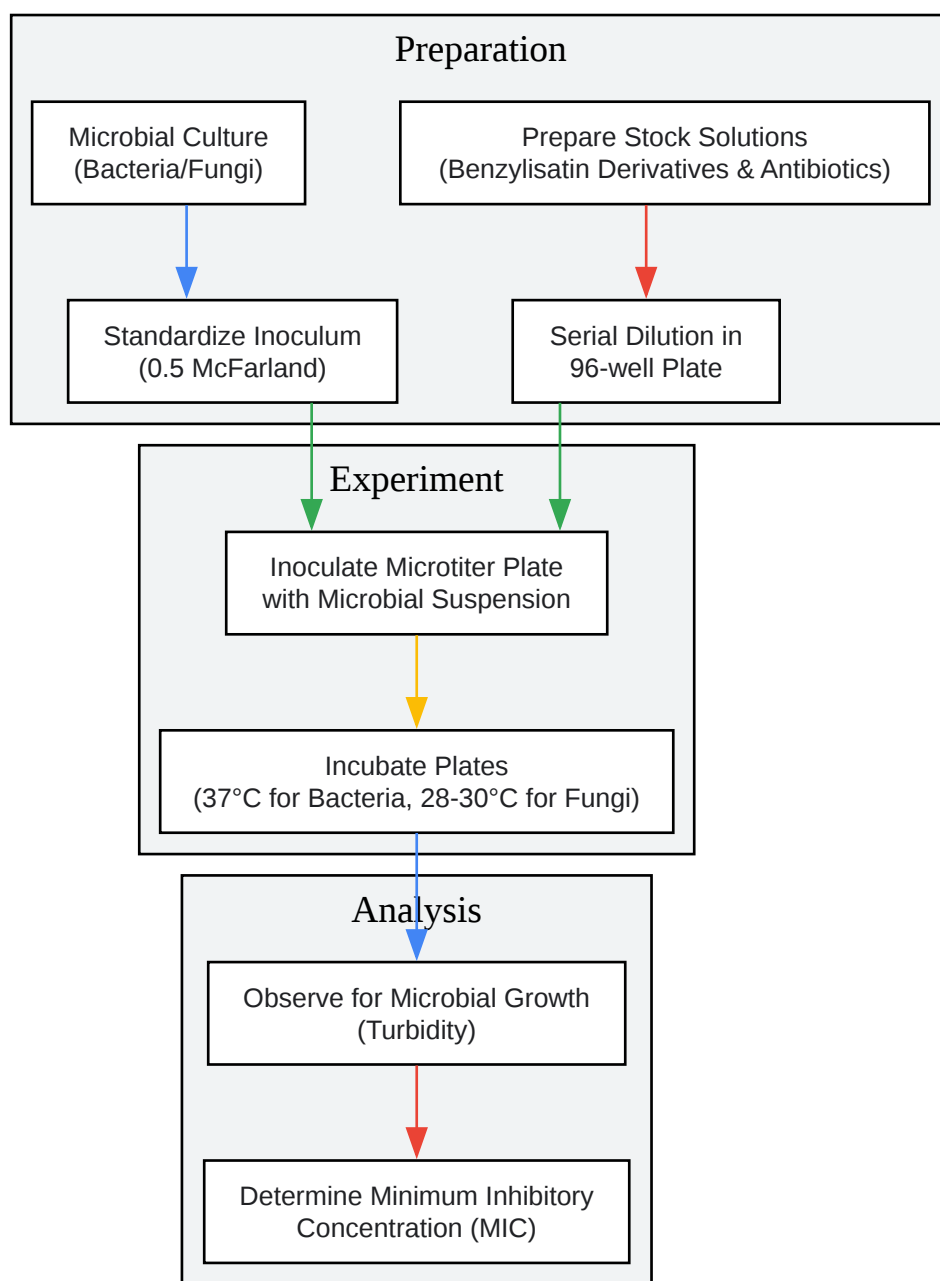 Preparation
Microbial Culture
(Bacteria/Fungi)
Prepare Stock Solutions
(Benzylisatin Derivatives & Antibiotics)
Standardize Inoculum
(0.5 McFarland)
Serial Dilution in
96-well Plate
Experiment
Inoculate Microtiter Plate
with Microbial Suspension
Incubate Plates
(37°C for Bacteria, 28-30°C for Fungi)
Analysis
Observe for Microbial Growth
(Turbidity)
Determine Minimum Inhibitory
Concentration (MIC)